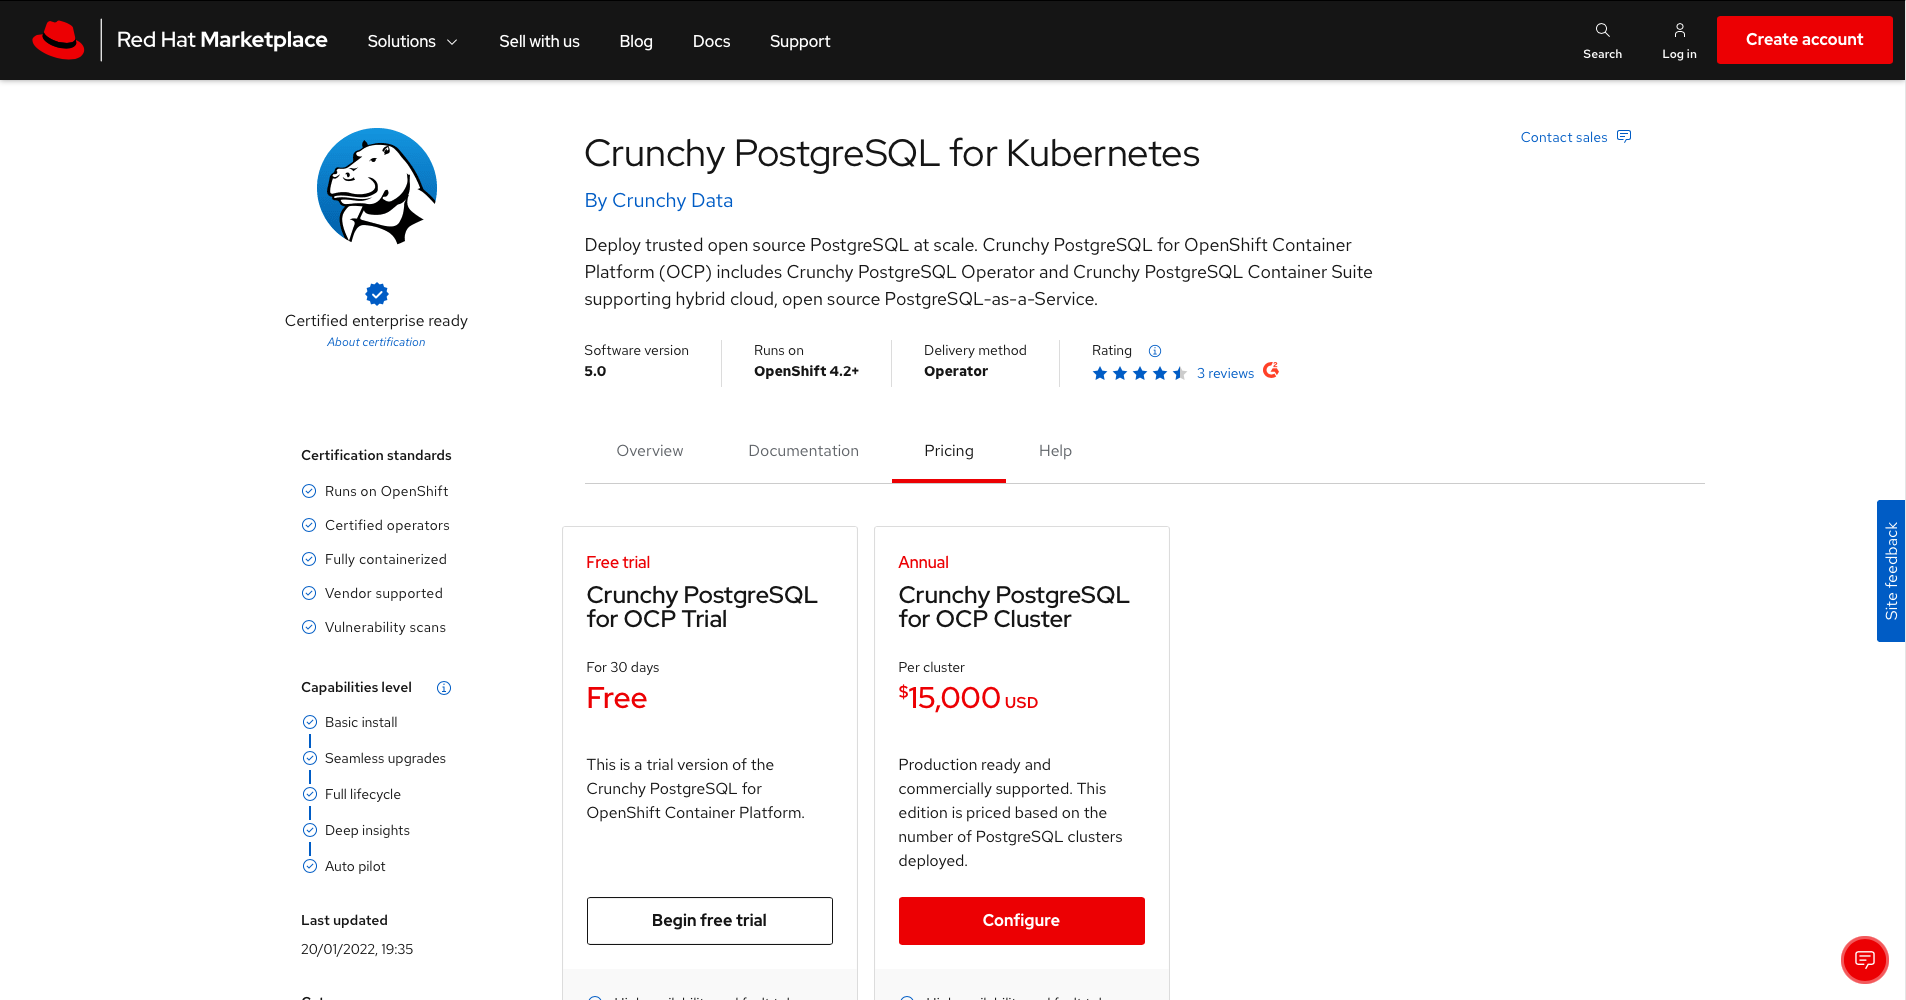 Red Hat Marketplace
Solutions
Sell with us
Blog
Docs
Support
Search
Log in
Create account
Crunchy PostgreSQL for Kubernetes
Contact sales
By Crunchy Data
Deploy trusted open source PostgreSQL at scale. Crunchy PostgreSQL for OpenShift Container
Platform (OCP) includes Crunchy PostgreSQL Operator and Crunchy PostgreSQL Container Suite
supporting hybrid cloud, open source PostgreSQL-as-a-Service.
Certified enterprise ready
About certification
Software version
5.0
Runs on
OpenShift 4.2+
Delivery method
Operator
Rating
3 reviews
Certification standards
Runs on OpenShift
Certified operators
Fully containerized
Vendor supported
Vulnerability scans
Capabilities level
Basic install
Seamless upgrades
Full lifecycle
Deep insights
Auto pilot
Last updated
20/01/2022, 19:35
Overview
Documentation
Pricing
Help
Free trial
Crunchy PostgreSQL
for OCP Trial
For 30 days
Free
This is a trial version of the
Crunchy PostgreSQL for
OpenShift Container Platform.
Begin free trial
Annual
Crunchy PostgreSQL
for OCP Cluster
Per cluster
$15,000 USD
Production ready and
commercially supported. This
edition is priced based on the
number of PostgreSQL clusters
deployed.
Configure
Site feedback